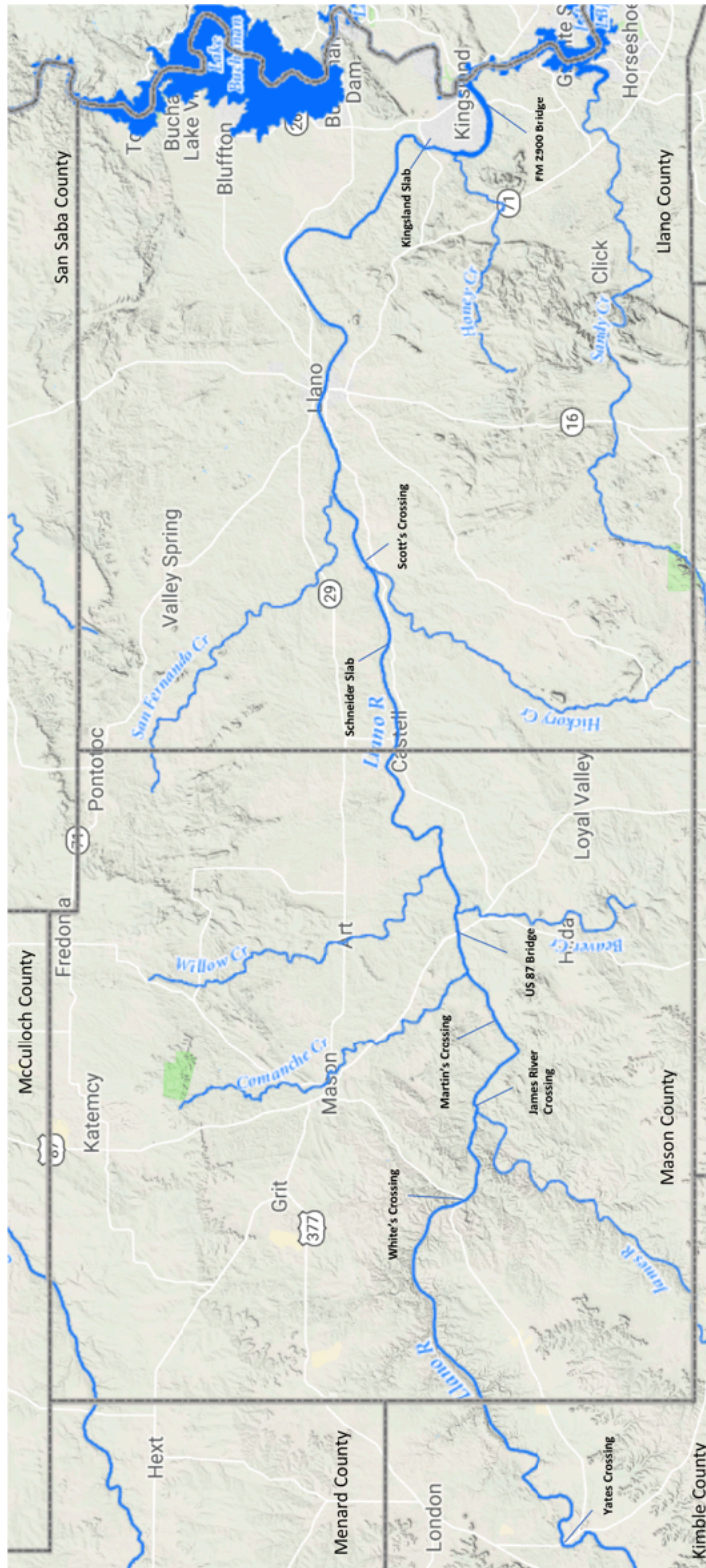 San Saba County
McCulloch County
Menard County
Kimble County
Mason County
Llano County
Hext
London
Yates Crossing
Llano R
Katemcy
87
Fredonia
Grit
377
Mason
White's Crossing
James R
James River
Crossing
Martin's Crossing
Comanche Cr
Willow Cr
Art
US 87 Bridge
Beaver Cr
Loyal Valley
Pontotoc
71
San Fernando Cr
Valley Spring
Llano R
Castell
Schneider Slab
29
Scott's Crossing
Hickory Cr
Llano
16
Sandy Cr
Click
Honey Cr
71
Bluffton
Lake
Buchanan
Dam
Kingsland
Kingsland Slab
FM 2900 Bridge
Horseshoe